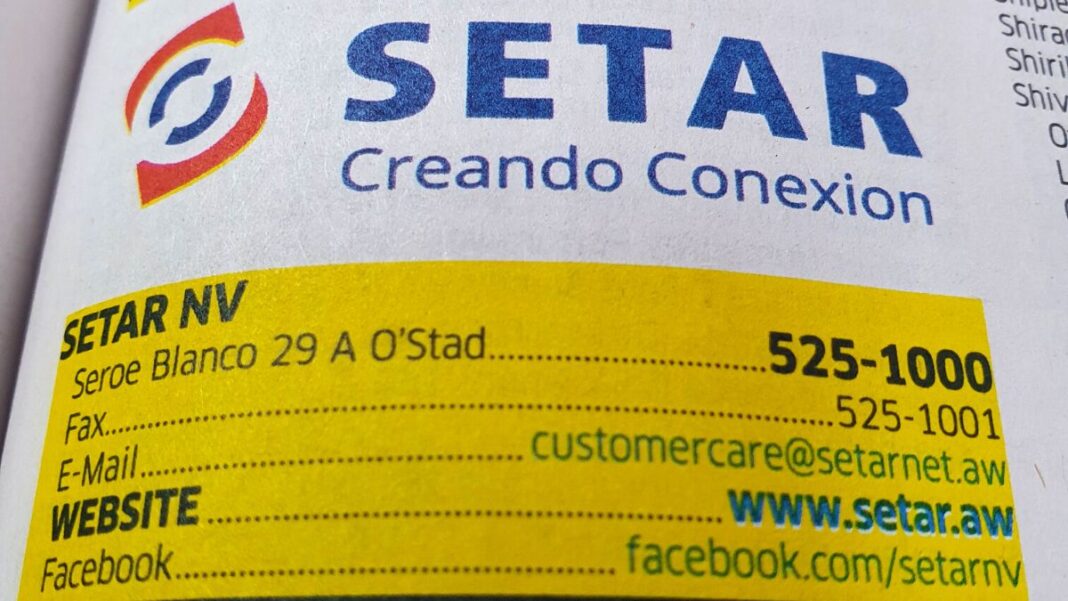 SETAR
Creando Conexion
SETAR NV
Seroe Blanco 29 A O'Stad......525-1000
Fax......525-1001
E-Mail......customercare@setarnet.aw
WEBSITE......www.setar.aw
Facebook......facebook.com/setarnv